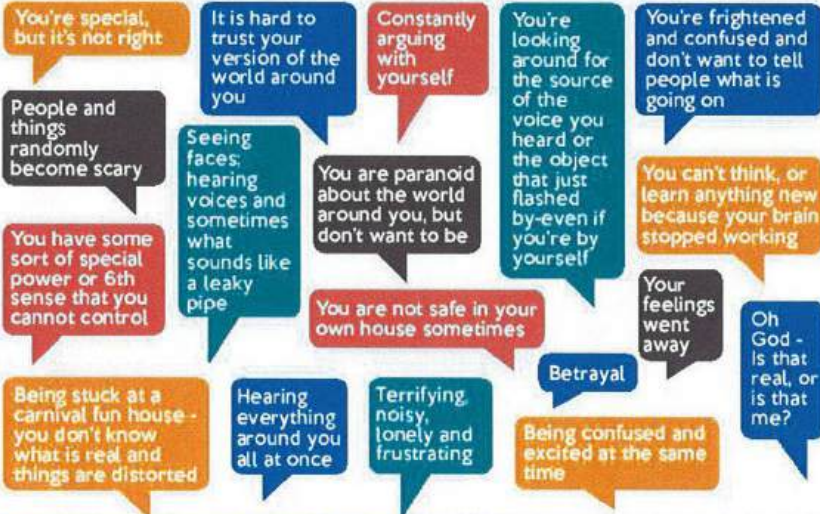 You're special,
but it's not right
It is hard to
trust your
version of the
world around
you
Constantly
arguing
with
yourself
You're
looking
around for
the source
of the
voice you
heard or
the object
that just
flashed
by-even if
you're by
yourself
You're frightened
and confused and
don't want to tell
people what is
going on
People and
things
randomly
become scary
Seeing
faces;
hearing
voices and
sometimes
what
sounds like
a leaky
pipe
You are paranoid
about the world
around you, but
don't want to be
You can't think, or
learn anything new
because your brain
stopped working
You have some
sort of special
power or 6th
sense that you
cannot control
You are not safe in your
own house sometimes
Your
feelings
went
away
Oh
God -
Is that
real, or
is that
me?
Being stuck at a
carnival fun house -
you don't know
what is real and
things are distorted
Hearing
everything
around you
all at once
Terrifying,
noisy,
lonely and
frustrating
Betrayal
Being confused and
excited at the same
time